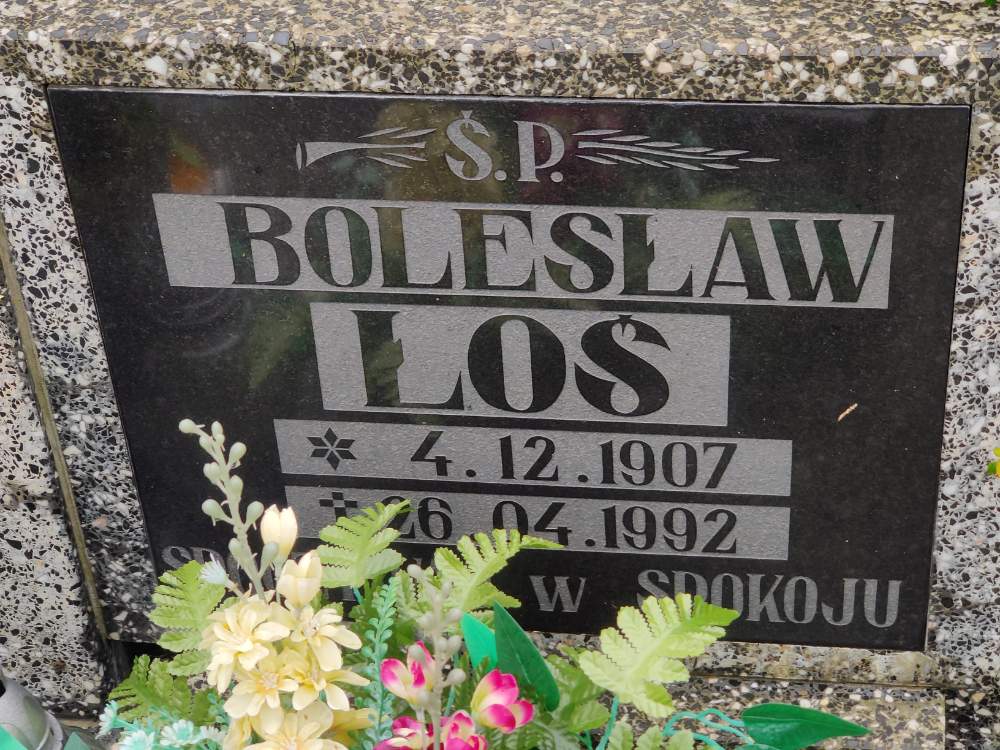 Ś.P.
BOLESŁAW
ŁOŚ
* 4.12.1907
✝ 26.04.1992
W SPOKOJU